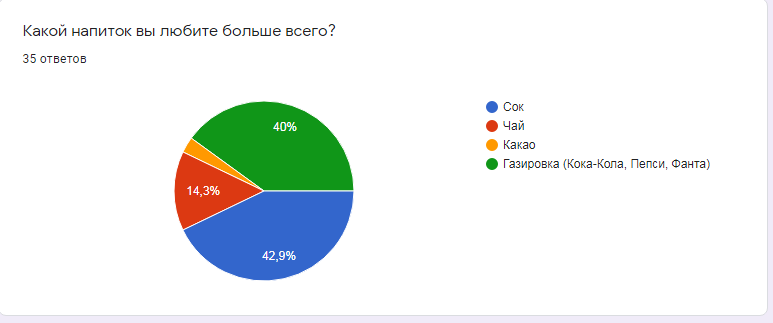 Какой напиток вы любите больше всего?
35 ответов
40%
14,3%
42,9%
Сок
Чай
Какао
Газировка (Кока-Кола, Пепси, Фанта)